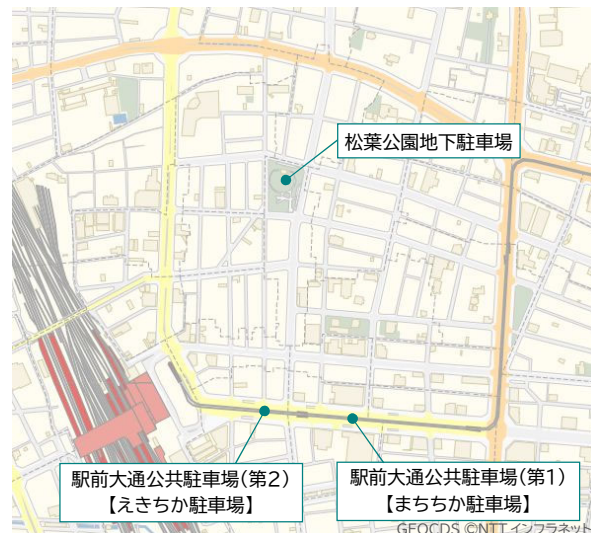 松葉公園地下駐車場
駅前大通公共駐車場(第2)
【えきちか駐車場】
駅前大通公共駐車場(第1)
【まちちか駐車場】
GEOCDS ©NTT インフラネット